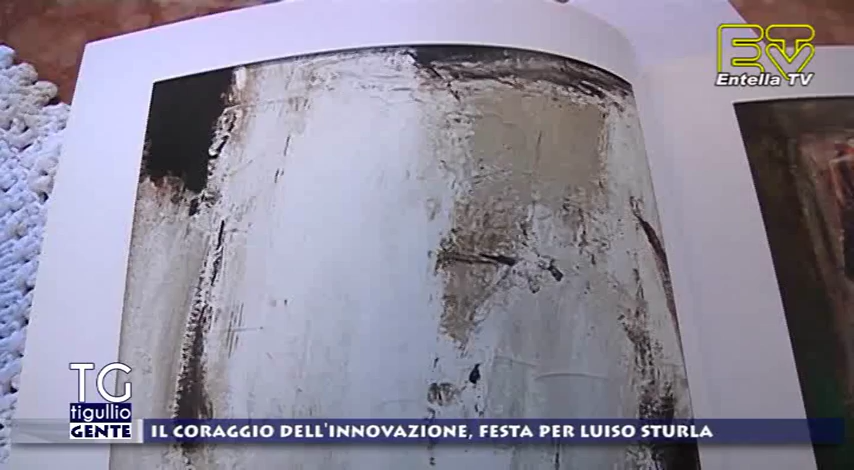 ETV
Entella TV
TG
tigullio
GENTE
IL CORAGGIO DELL'INNOVAZIONE, FESTA PER LUISO STURLA